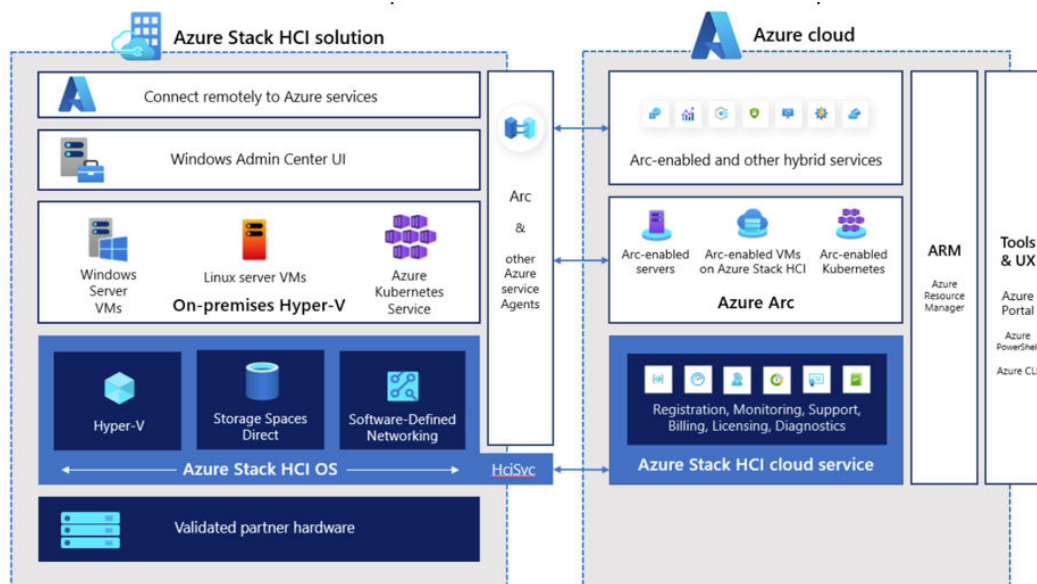 Azure Stack HCI solution
Connect remotely to Azure services
Windows Admin Center UI
Windows
Server
VMs
Linux server VMs
Azure
Kubernetes
Service
On-premises Hyper-V
Hyper-V
Storage Spaces
Direct
Software-Defined
Networking
Azure Stack HCI OS
HciSvc
Validated partner hardware
Arc
&
other
Azure
service
Agents
Azure cloud
Arc-enabled and other hybrid services
Arc-enabled
servers
Arc-enabled VMs
on Azure Stack HCI
Arc-enabled
Kubernetes
Azure Arc
Registration, Monitoring, Support,
Billing, Licensing, Diagnostics
Azure Stack HCI cloud service
ARM
Azure
Resource
Manager
Tools
& UX
Azure
Portal
Azure
PowerShell
Azure CLI